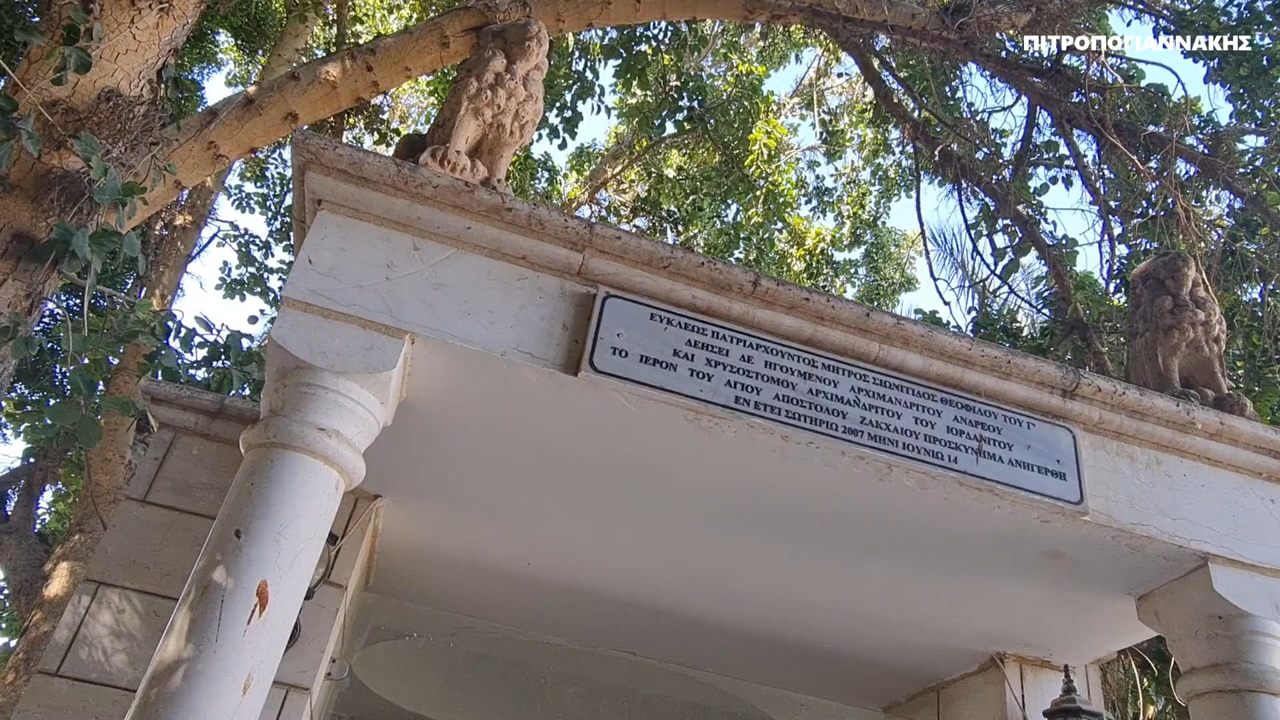 ΠΙΤΡΟΠΟΓΙΑΝΝΑΚΗΣ
ΕΥΚΛΕΩΣ ΠΑΤΡΙΑΡΧΟΥΝΤΟΣ ΜΗΤΡΟΣ ΣΙΩΝ ΘΕΟΦΙΛΟΥ ΤΟΥ Γ'
ΔΕΗΣΕΙ ΔΕ ΗΓΟΥΜΕΝΟΥ ΑΡΧΙΜΑΝΔΡΙΤΟΥ ΑΝΔΡΕΟΥ
ΚΑΙ ΧΡΥΣΟΣΤΟΜΟΥ ΑΡΧΙΜΑΝΔΡΙΤΟΥ ΤΟΥ ΙΟΡΔΑΝΙΤΟΥ
ΤΟ ΙΕΡΟΝ ΤΟΥ ΑΓΙΟΥ ΑΠΟΣΤΟΛΟΥ ΖΑΚΧΑΙΟΥ ΠΡΟΣΚΥΝΗΜΑ ΑΝΗΓΕΡΘΗ
ΕΝ ΕΤΕΙ ΣΩΤΗΡΙΩ 2007 ΜΗΝΙ ΙΟΥΝΙΩ 14